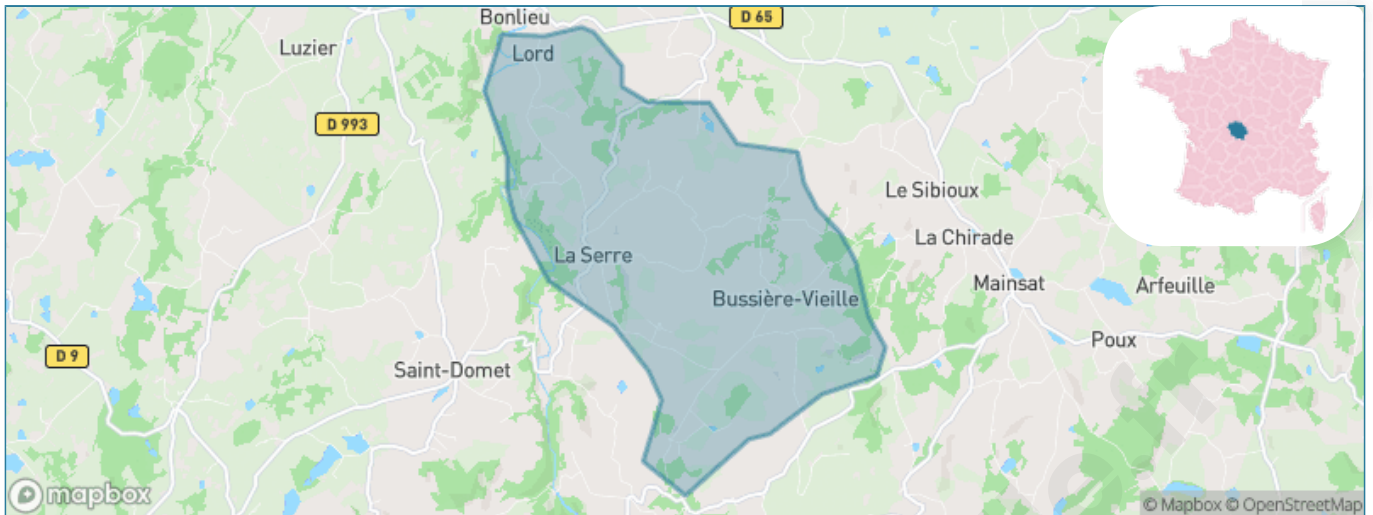 Bonlieu
D 65
Luzier
Lord
D 993
Le Sibioux
La Chirade
La Serre
Mainsat
Arfeuille
Bussière-Vieille
Poux
D 9
Saint-Domet
mapbox
© Mapbox © OpenStreetMap